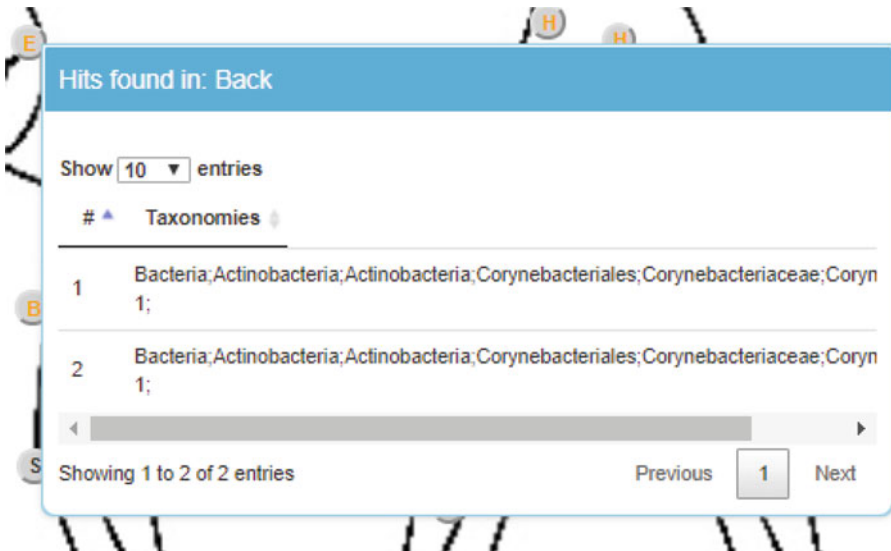 E
H
H
Hits found in: Back
Show 10 entries
# Taxonomies
1 Bacteria;Actinobacteria;Actinobacteria;Corynebacteriales;Corynebacteriaceae;Coryn
1;
B
2 Bacteria;Actinobacteria;Actinobacteria;Corynebacteriales;Corynebacteriaceae;Coryn
1;
S
Showing 1 to 2 of 2 entries Previous 1 Next